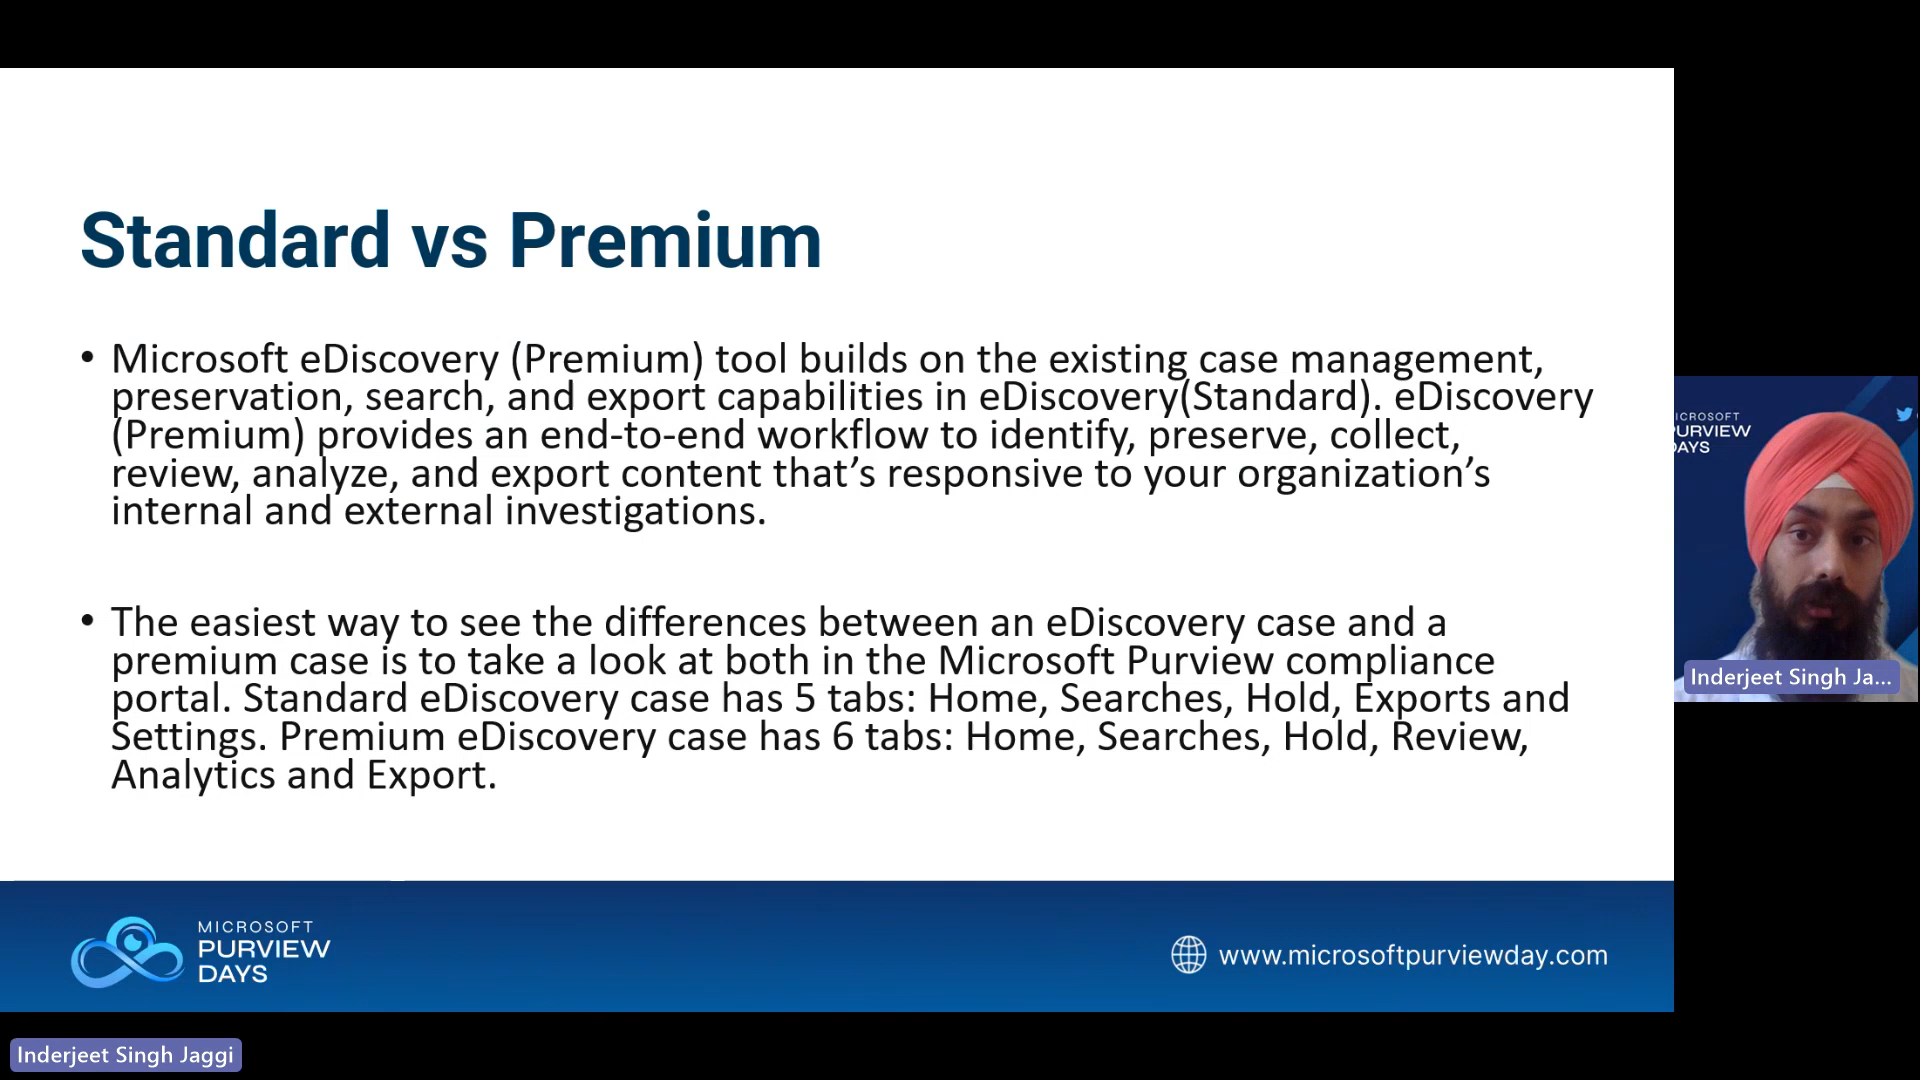 Standard vs Premium
• Microsoft eDiscovery (Premium) tool builds on the existing case management,
preservation, search, and export capabilities in eDiscovery(Standard). eDiscovery
(Premium) provides an end-to-end workflow to identify, preserve, collect,
review, analyze, and export content that’s responsive to your organization’s
internal and external investigations.
• The easiest way to see the differences between an eDiscovery case and a
premium case is to take a look at both in the Microsoft Purview compliance
portal. Standard eDiscovery case has 5 tabs: Home, Searches, Hold, Exports and
Settings. Premium eDiscovery case has 6 tabs: Home, Searches, Hold, Review,
Analytics and Export.
MICROSOFT
PURVIEW
DAYS
www.microsoftpurviewday.com
ICROSOFT
PURVIEW
DAYS
Inderjeet Singh Ja...
Inderjeet Singh Jaggi